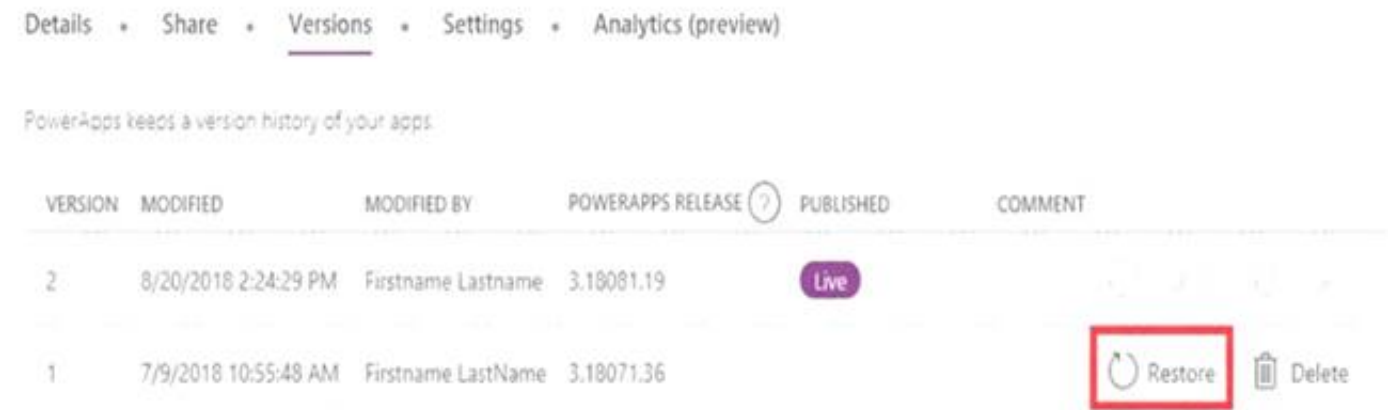 Details • Share • Versions • Settings • Analytics (preview)
PowerApps keeps a version history of your apps.
VERSION MODIFIED MODIFIED BY POWERAPPS RELEASE ? PUBLISHED COMMENT
2 8/20/2018 2:24:29 PM Firstname Lastname 3.18081.19 Live
1 7/9/2018 10:55:48 AM Firstname LastName 3.18071.36 Restore Delete